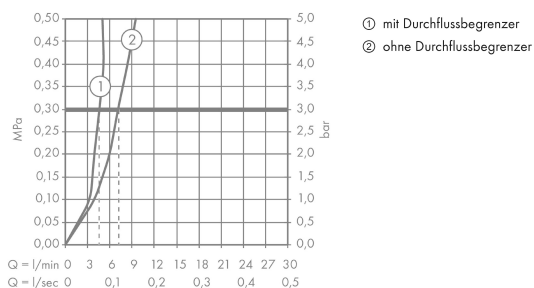 0,50 5,0
① mit Durchflussbegrenzer
0,45 ② 4,5
② ohne Durchflussbegrenzer
0,40 4,0
0,35 ① 3,5
0,30 3,0
MPa 0,25 2,5 bar
0,20 2,0
0,15 1,5
0,10 1,0
0,05 0,5
0,00 0,0
Q = l/min 0 3 6 9 12 15 18 21 24 27 30
Q = l/sec 0 0,1 0,2 0,3 0,4 0,5